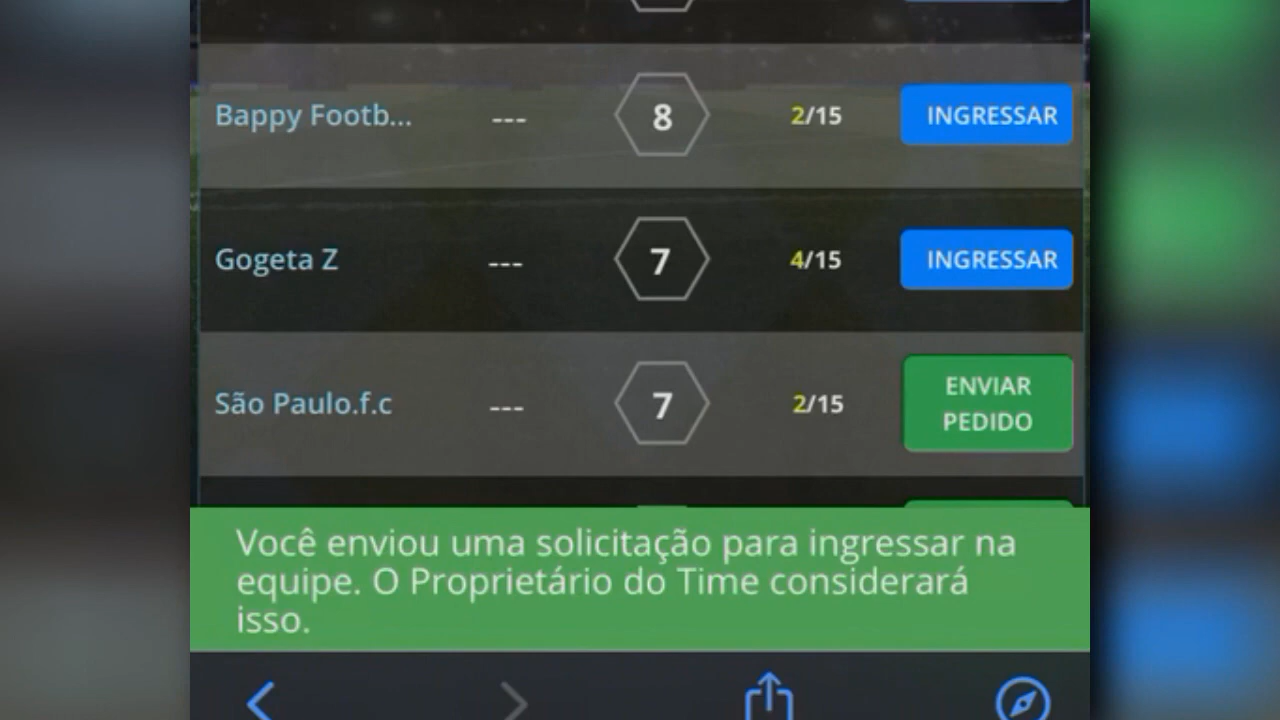 Bappy Footb... --- 8 2/15 INGRESSAR
Gogeta Z --- 7 4/15 INGRESSAR
São Paulo.f.c --- 7 2/15 ENVIAR
PEDIDO
Você enviou uma solicitação para ingressar na
equipe. O Proprietário do Time considerará
isso.